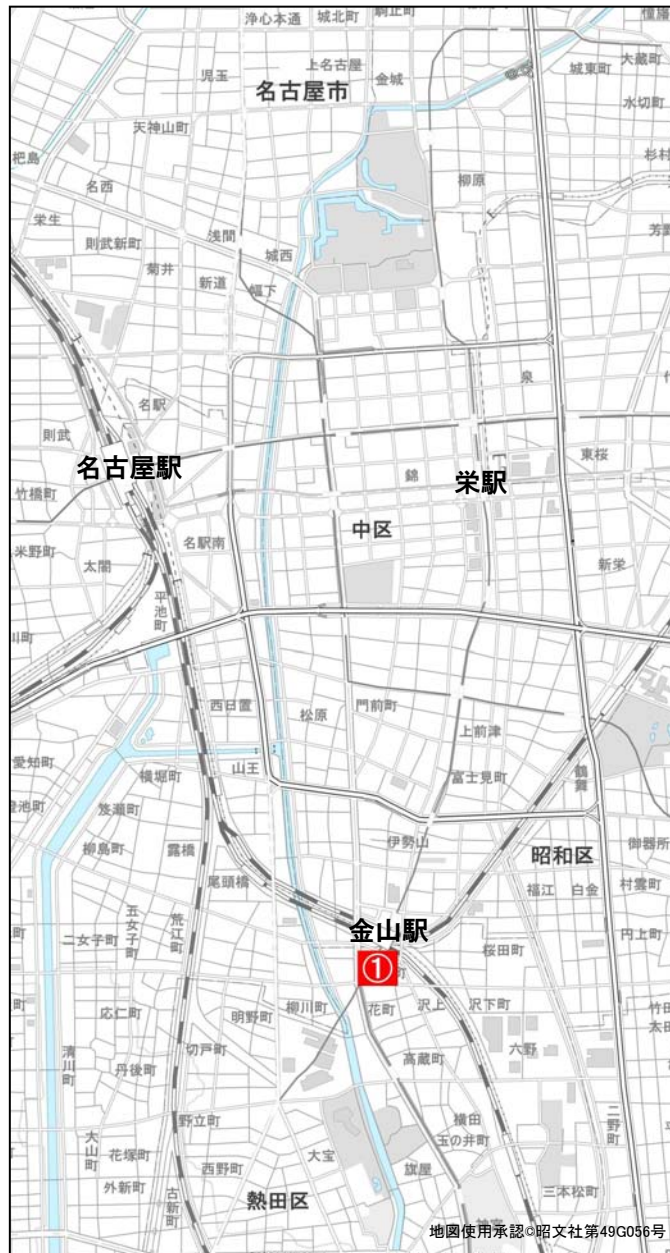 浄心本通
城北町
駒止町
大蔵町
上名古屋
児玉
金城
城東町
名古屋市
水切町
天神山町
杉村
枇島
名西
柳原
栄生
浅間
則武新町
城西
菊井
新道
幅下
泉
名駅
則武
東桜
名古屋駅
栄駅
錦
竹橋町
中区
名駅南
米野町
太閤
新栄
平池町
川町
西日置
松原
門前町
上前津
愛知町
山王
横堀町
富士見町
鶴舞
笈瀬町
伊勢山
柳島町
露橋
昭和区
御器所
尾頭橋
福江
白金
村雲町
五女子町
荒江町
金山駅
二女子町
円上町
桜田町
①
町
応仁町
明野町
柳川町
花町
沢上
沢下町
竹田
清川町
切戸町
丹後町
高蔵町
六野
野立町
横田
玉の井町
二野町
大山町
花塚町
西野町
大宝
旗屋
外新町
古新町
熱田区
三本松町
地図使用承認©昭文社第49G056号